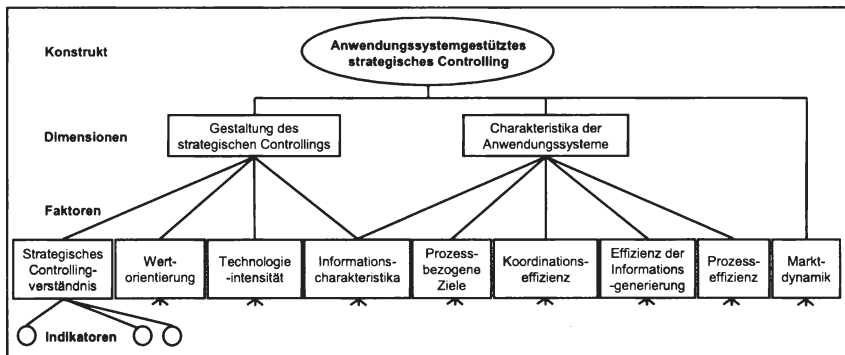 Konstrukt
Anwendungssystemgestütztes
strategisches Controlling
Dimensionen
Gestaltung des
strategischen Controllings
Charakteristika der
Anwendungssysteme
Faktoren
Strategisches
Controlling-
verständnis
Wert-
orientierung
Technologie
-intensität
Informations-
charakteristika
Prozess-
bezogene
Ziele
Koordinations-
effizienz
Effizienz der
Informations
-generierung
Prozess-
effizienz
Markt-
dynamik
Indikatoren